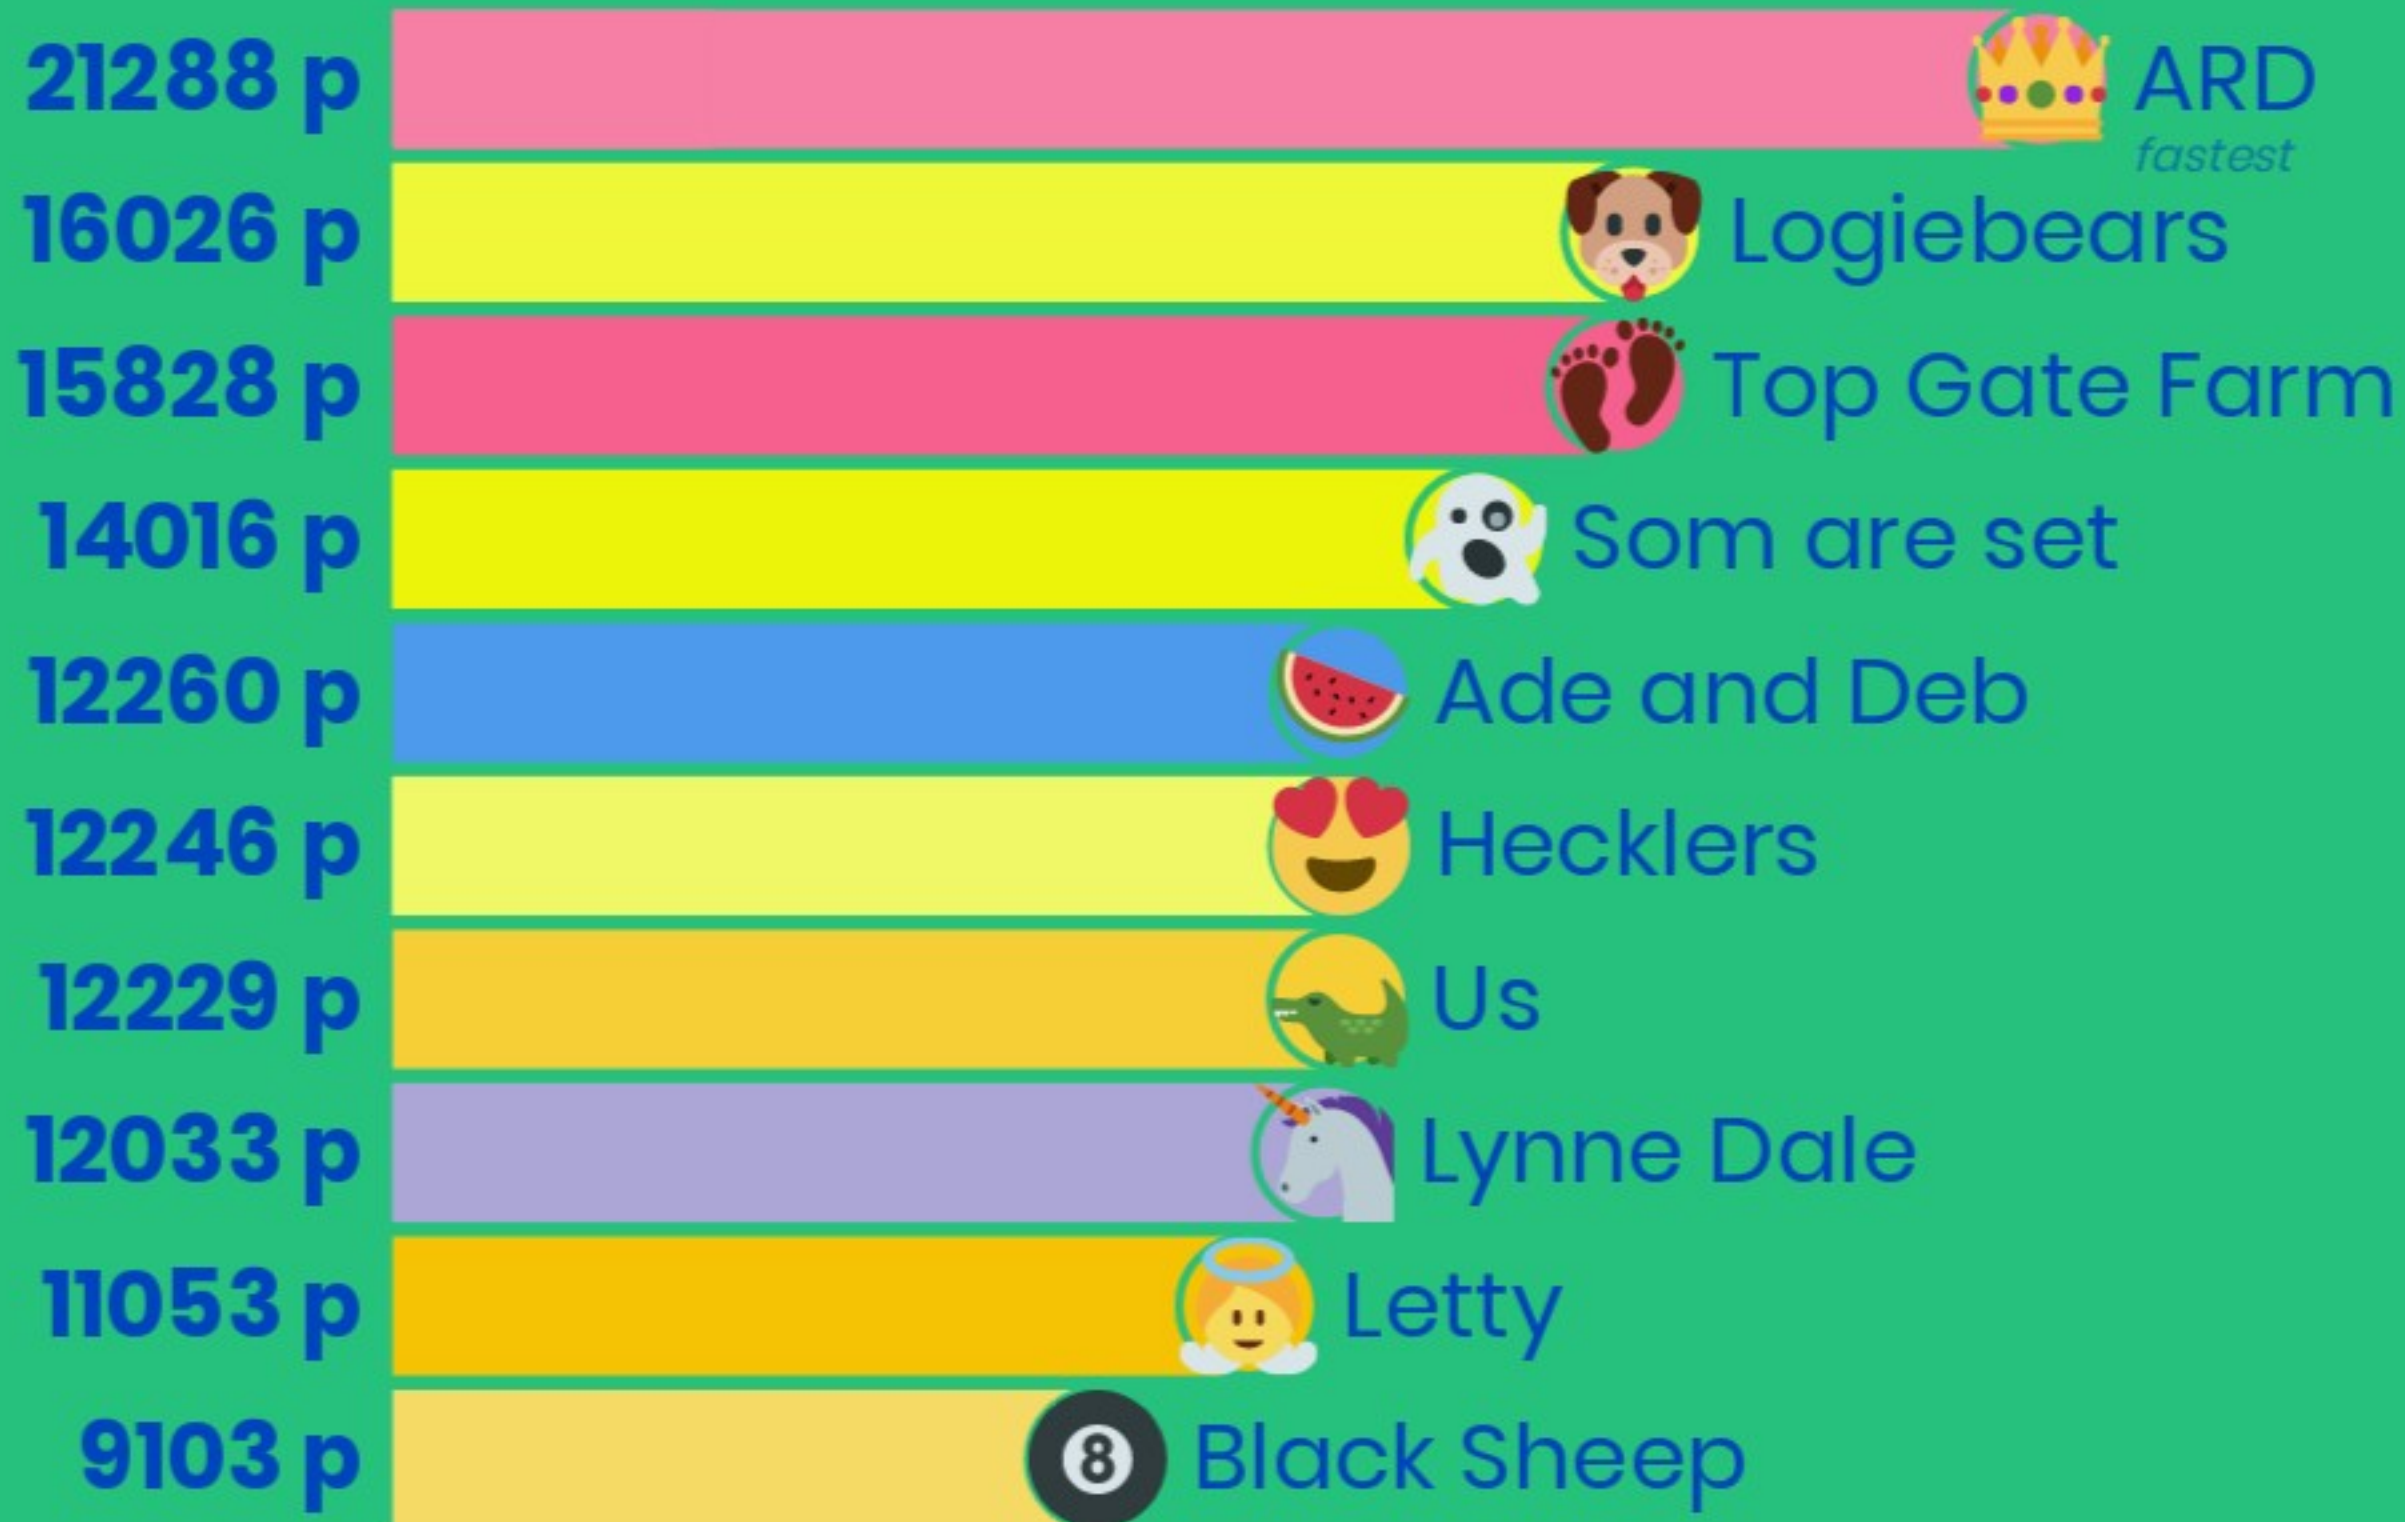 21288 p ARD
fastest
16026 p Logiebears
15828 p Top Gate Farm
14016 p Som are set
12260 p Ade and Deb
12246 p Hecklers
12229 p Us
12033 p Lynne Dale
11053 p Letty
9103 p 8 Black Sheep